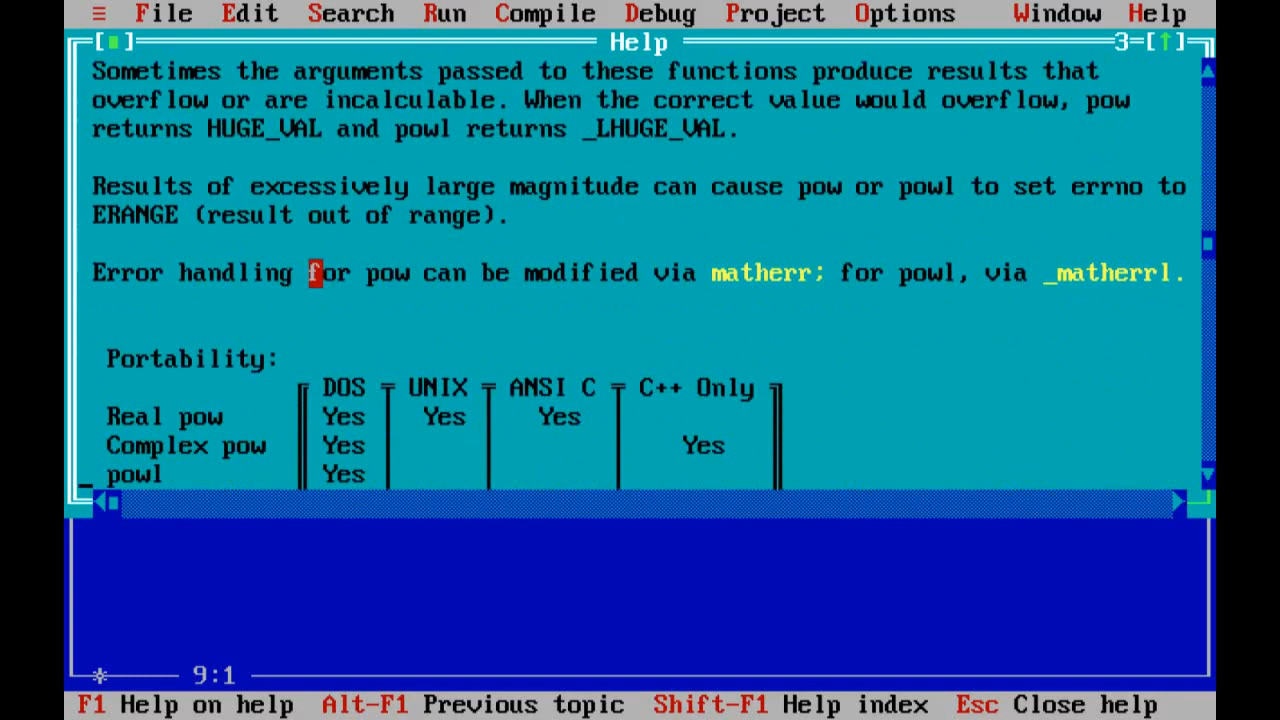 ≡ File Edit Search Run Compile Debug Project Options Window Help
[■] Help 3=[↑]
Sometimes the arguments passed to these functions produce results that
overflow or are incalculable. When the correct value would overflow, pow
returns HUGE_VAL and powl returns _LHUGE_VAL.
Results of excessively large magnitude can cause pow or powl to set errno to
ERANGE (result out of range).
Error handling for pow can be modified via matherr; for powl, via _matherrl.
Portability:
DOS UNIX ANSI C C++ Only
Real pow Yes Yes Yes
Complex pow Yes Yes
powl Yes
9:1
F1 Help on help Alt-F1 Previous topic Shift-F1 Help index Esc Close help